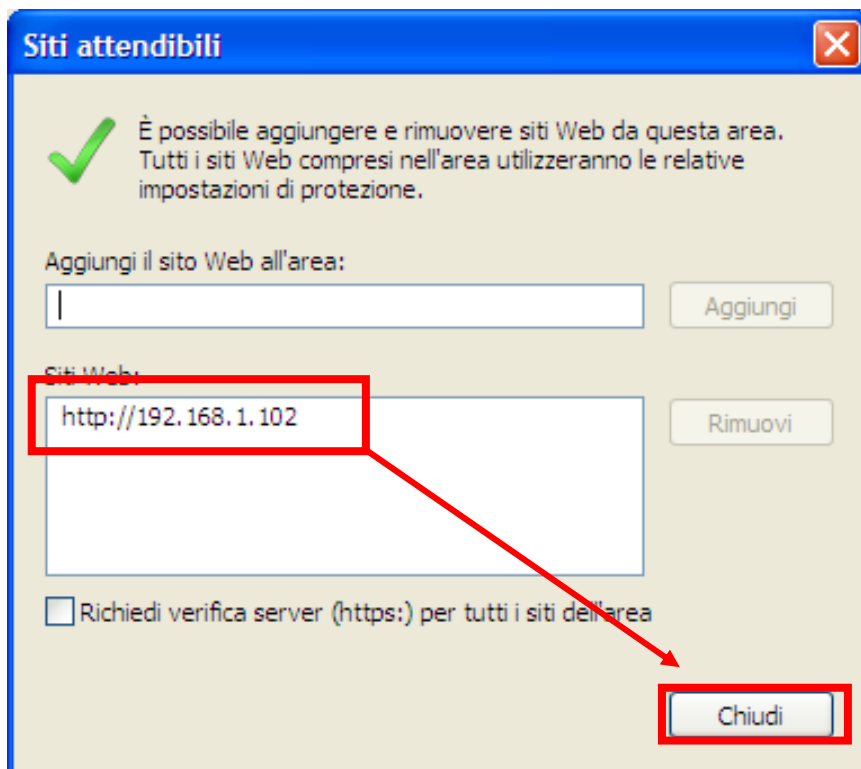 Siti attendibili
È possibile aggiungere e rimuovere siti Web da questa area.
Tutti i siti Web compresi nell'area utilizzeranno le relative
impostazioni di protezione.
Aggiungi il sito Web all'area:
Aggiungi
Siti Web:
http://192.168.1.102
Rimuovi
Richiedi verifica server (https:) per tutti i siti dell'area
Chiudi